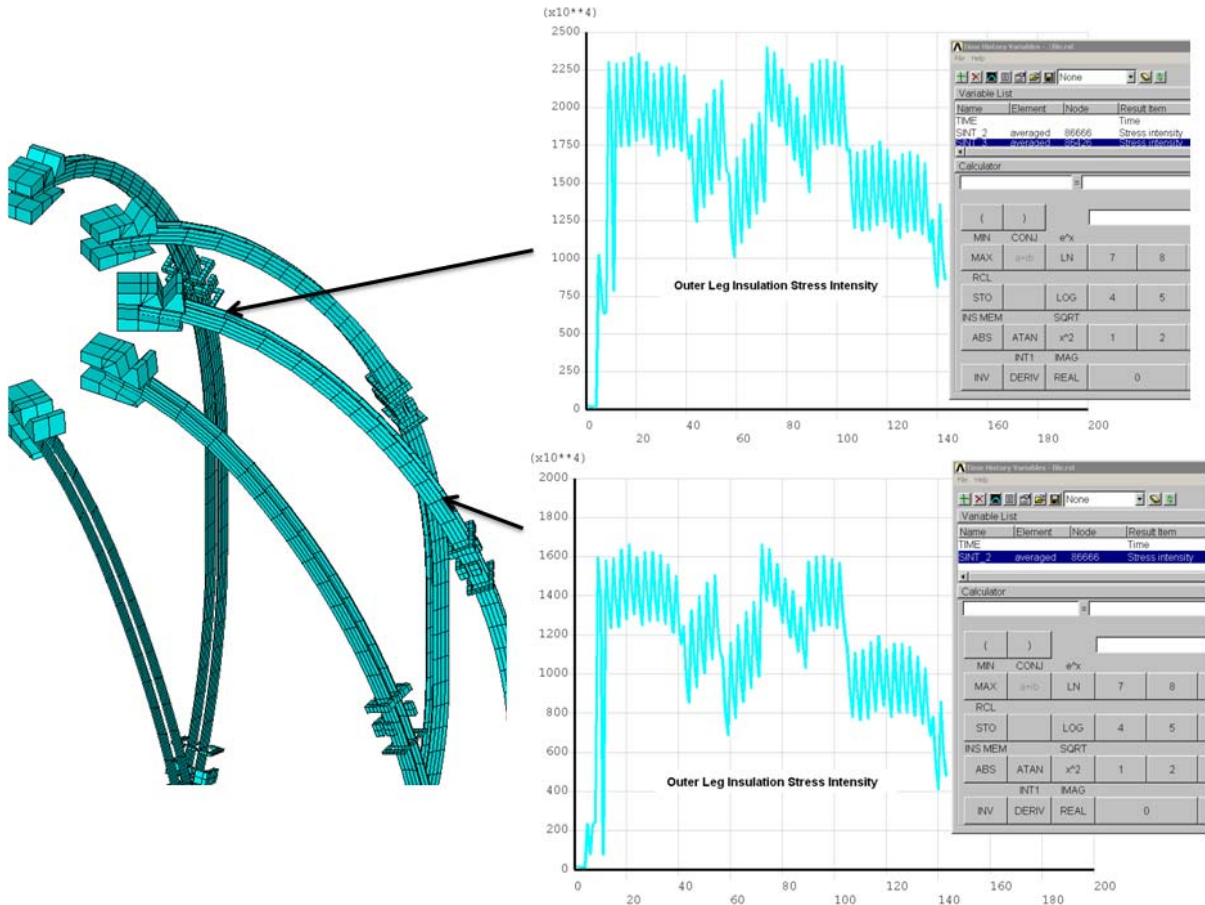 (x10**4)
2500
2250
2000
1750
1500
1250
1000
750
500
250
0
0 40 80 120 160 200
20 60 100 140 180
Outer Leg Insulation Stress Intensity
Time History Variables - file.rst
File Help
None
Variable List
Name Element Node Result Item
TIME Time
SINT_2 averaged 86666 Stress intensity
SINT_3 averaged 86426 Stress intensity
Calculator
=
( )
MIN CONJ e^x
MAX a+ib LN 7 8
RCL
STO LOG 4 5
INS MEM SQRT
ABS ATAN x^2 1 2
INT1 IMAG
INV DERIV REAL 0
(x10**4)
2000
1800
1600
1400
1200
1000
800
600
400
200
0
0 40 80 120 160 200
20 60 100 140 180
Outer Leg Insulation Stress Intensity
Time History Variables - file.rst
File Help
None
Variable List
Name Element Node Result Item
TIME Time
SINT_2 averaged 86666 Stress intensity
Calculator
=
( )
MIN CONJ e^x
MAX a+ib LN 7 8
RCL
STO LOG 4 5
INS MEM SQRT
ABS ATAN x^2 1 2
INT1 IMAG
INV DERIV REAL 0